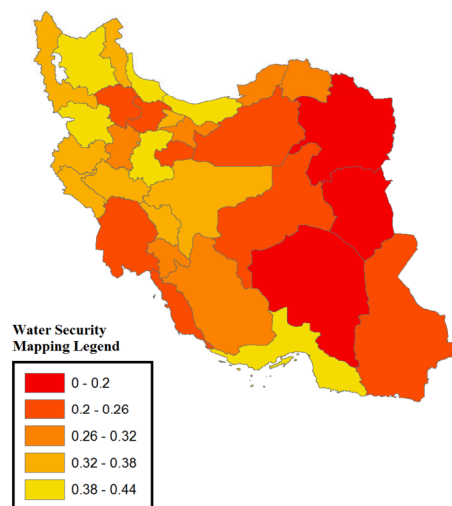 Water Security
Mapping Legend
0 - 0.2
0.2 - 0.26
0.26 - 0.32
0.32 - 0.38
0.38 - 0.44